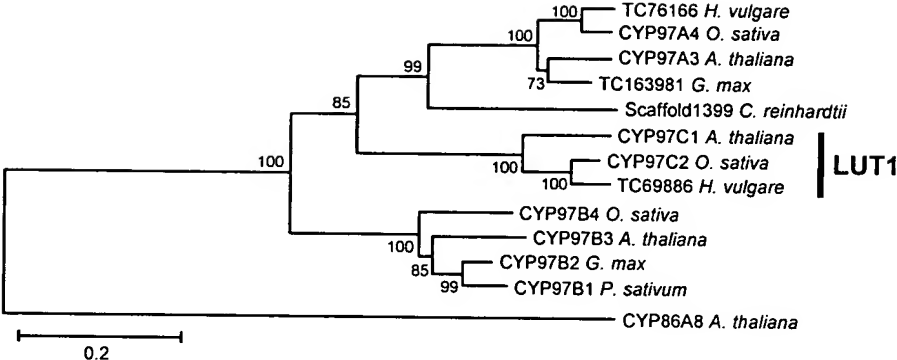 100
TC76166 H. vulgare
100
CYP97A4 O. sativa
99
CYP97A3 A. thaliana
73
TC163981 G. max
85
Scaffold1399 C. reinhardtii
CYP97C1 A. thaliana
100
100
CYP97C2 O. sativa
LUT1
100
TC69886 H. vulgare
CYP97B4 O. sativa
100
CYP97B3 A. thaliana
85
CYP97B2 G. max
99
CYP97B1 P. sativum
CYP86A8 A. thaliana
0.2